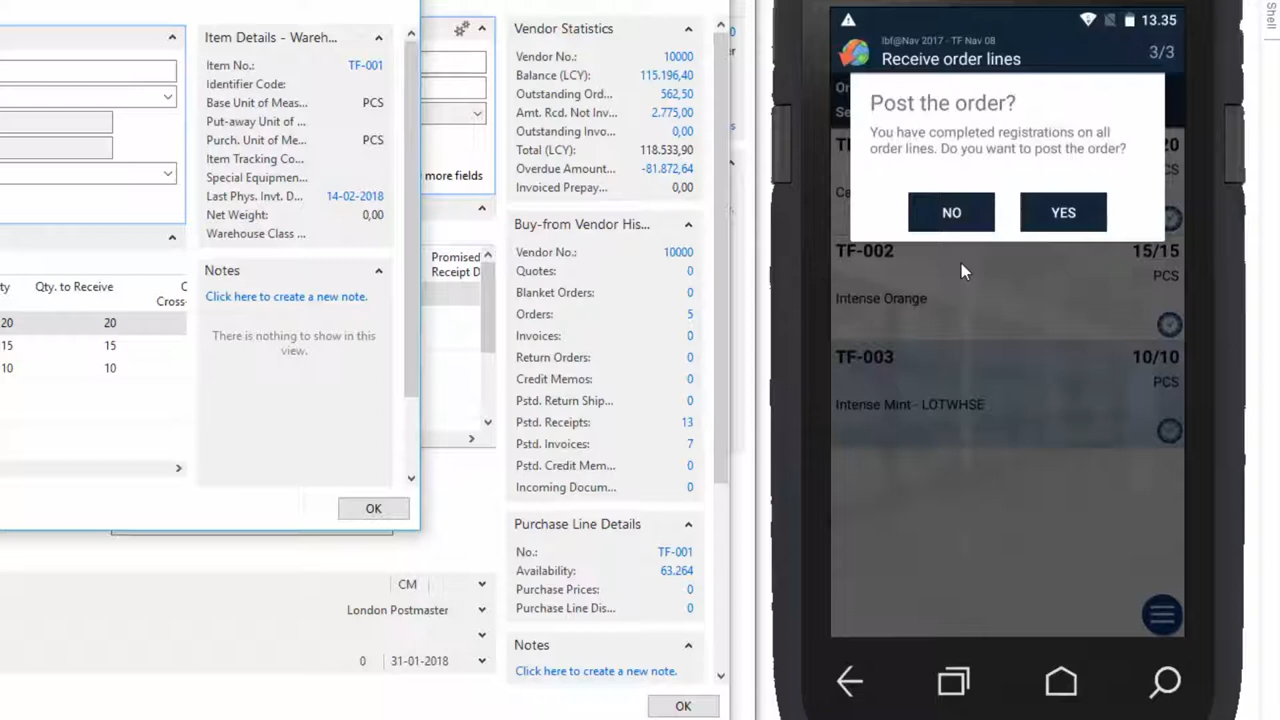 Item Details - Wareh...
Item No.: TF-001
Identifier Code:
Base Unit of Meas... PCS
Put-away Unit of ...
Purch. Unit of Me... PCS
Item Tracking Co...
Special Equipmen...
Last Phys. Invt. D... 14-02-2018
Net Weight: 0,00
Warehouse Class ...
Notes
Click here to create a new note.
There is nothing to show in this
view.
ty Qty. to Receive C
Cross-
20 20
15 15
10 10
OK
more fields
Promised
Receipt D
CM
London Postmaster
0 31-01-2018
Vendor Statistics
Vendor No.: 10000
Balance (LCY): 115.196,40
Outstanding Ord... 562,50
Amt. Rcd. Not Inv... 2.775,00
Outstanding Invo... 0,00
Total (LCY): 118.533,90
Overdue Amount... -81.872,64
Invoiced Prepay... 0,00
Buy-from Vendor His...
Vendor No.: 10000
Quotes: 0
Blanket Orders: 0
Orders: 5
Invoices: 0
Return Orders: 0
Credit Memos: 0
Pstd. Return Ship... 0
Pstd. Receipts: 13
Pstd. Invoices: 7
Pstd. Credit Mem... 0
Incoming Docum... 0
Purchase Line Details
No.: TF-001
Availability: 63.264
Purchase Prices: 0
Purchase Line Dis... 0
Notes
Click here to create a new note.
OK
13.35
lbf@Nav 2017 - TF Nav 08
Receive order lines 3/3
Post the order?
You have completed registrations on all
order lines. Do you want to post the order?
NO YES
TF-002 15/15
PCS
Intense Orange
TF-003 10/10
PCS
Intense Mint - LOTWHSE
Shell